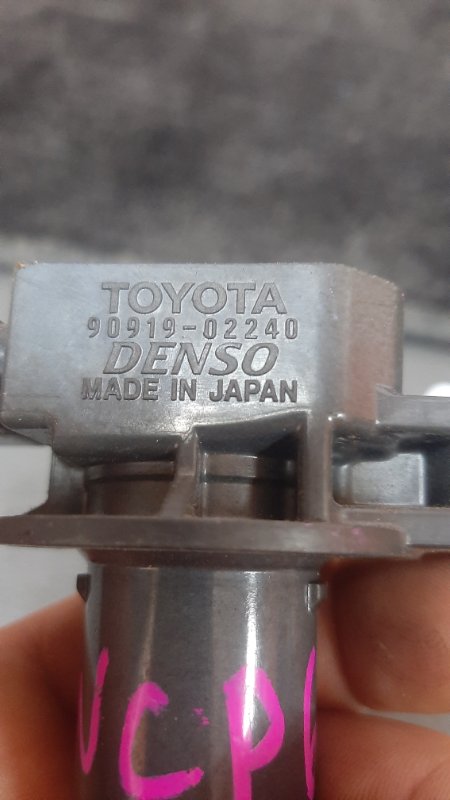 TOYOTA
90919-02240
DENSO
MADE IN JAPAN